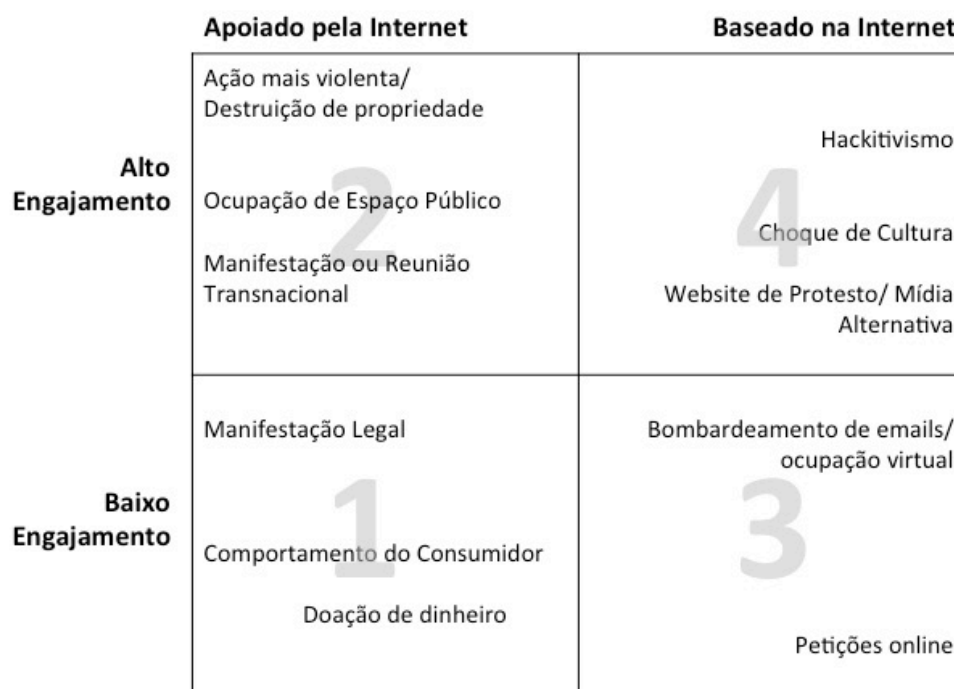 Apoiado pela Internet
Baseado na Internet
Alto
Engajamento
Ação mais violenta/
Destruição de propriedade
2
Ocupação de Espaço Público
Manifestação ou Reunião
Transnacional
Hackitivismo
4
Choque de Cultura
Website de Protesto/ Mídia
Alternativa
Baixo
Engajamento
Manifestação Legal
1
Comportamento do Consumidor
Doação de dinheiro
Bombardeamento de emails/
ocupação virtual
3
Petições online